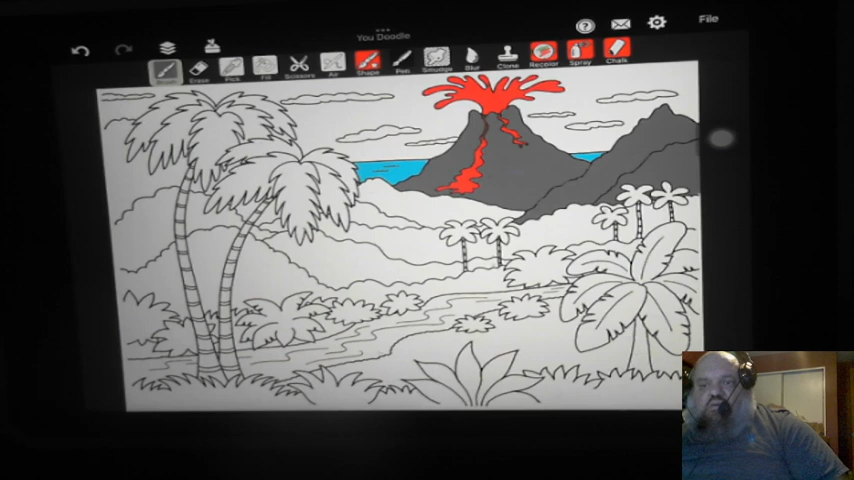 You Doodle
File
Brush Erase Pick Fill Scissors Air Shape Pen Smudge Blur Clone Recolor Spray Chalk